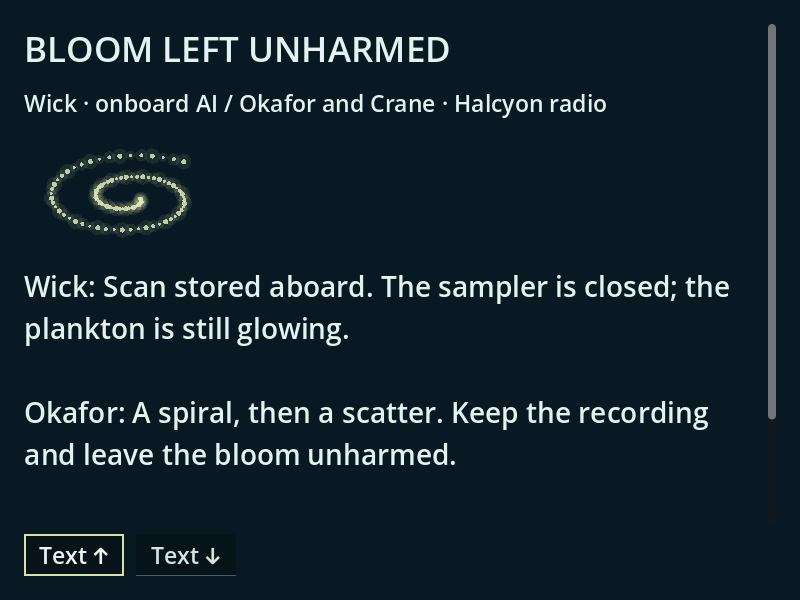 BLOOM LEFT UNHARMED
Wick · onboard AI / Okafor and Crane · Halcyon radio
Wick: Scan stored aboard. The sampler is closed; the
plankton is still glowing.
Okafor: A spiral, then a scatter. Keep the recording
and leave the bloom unharmed.
Text ↑
Text ↓